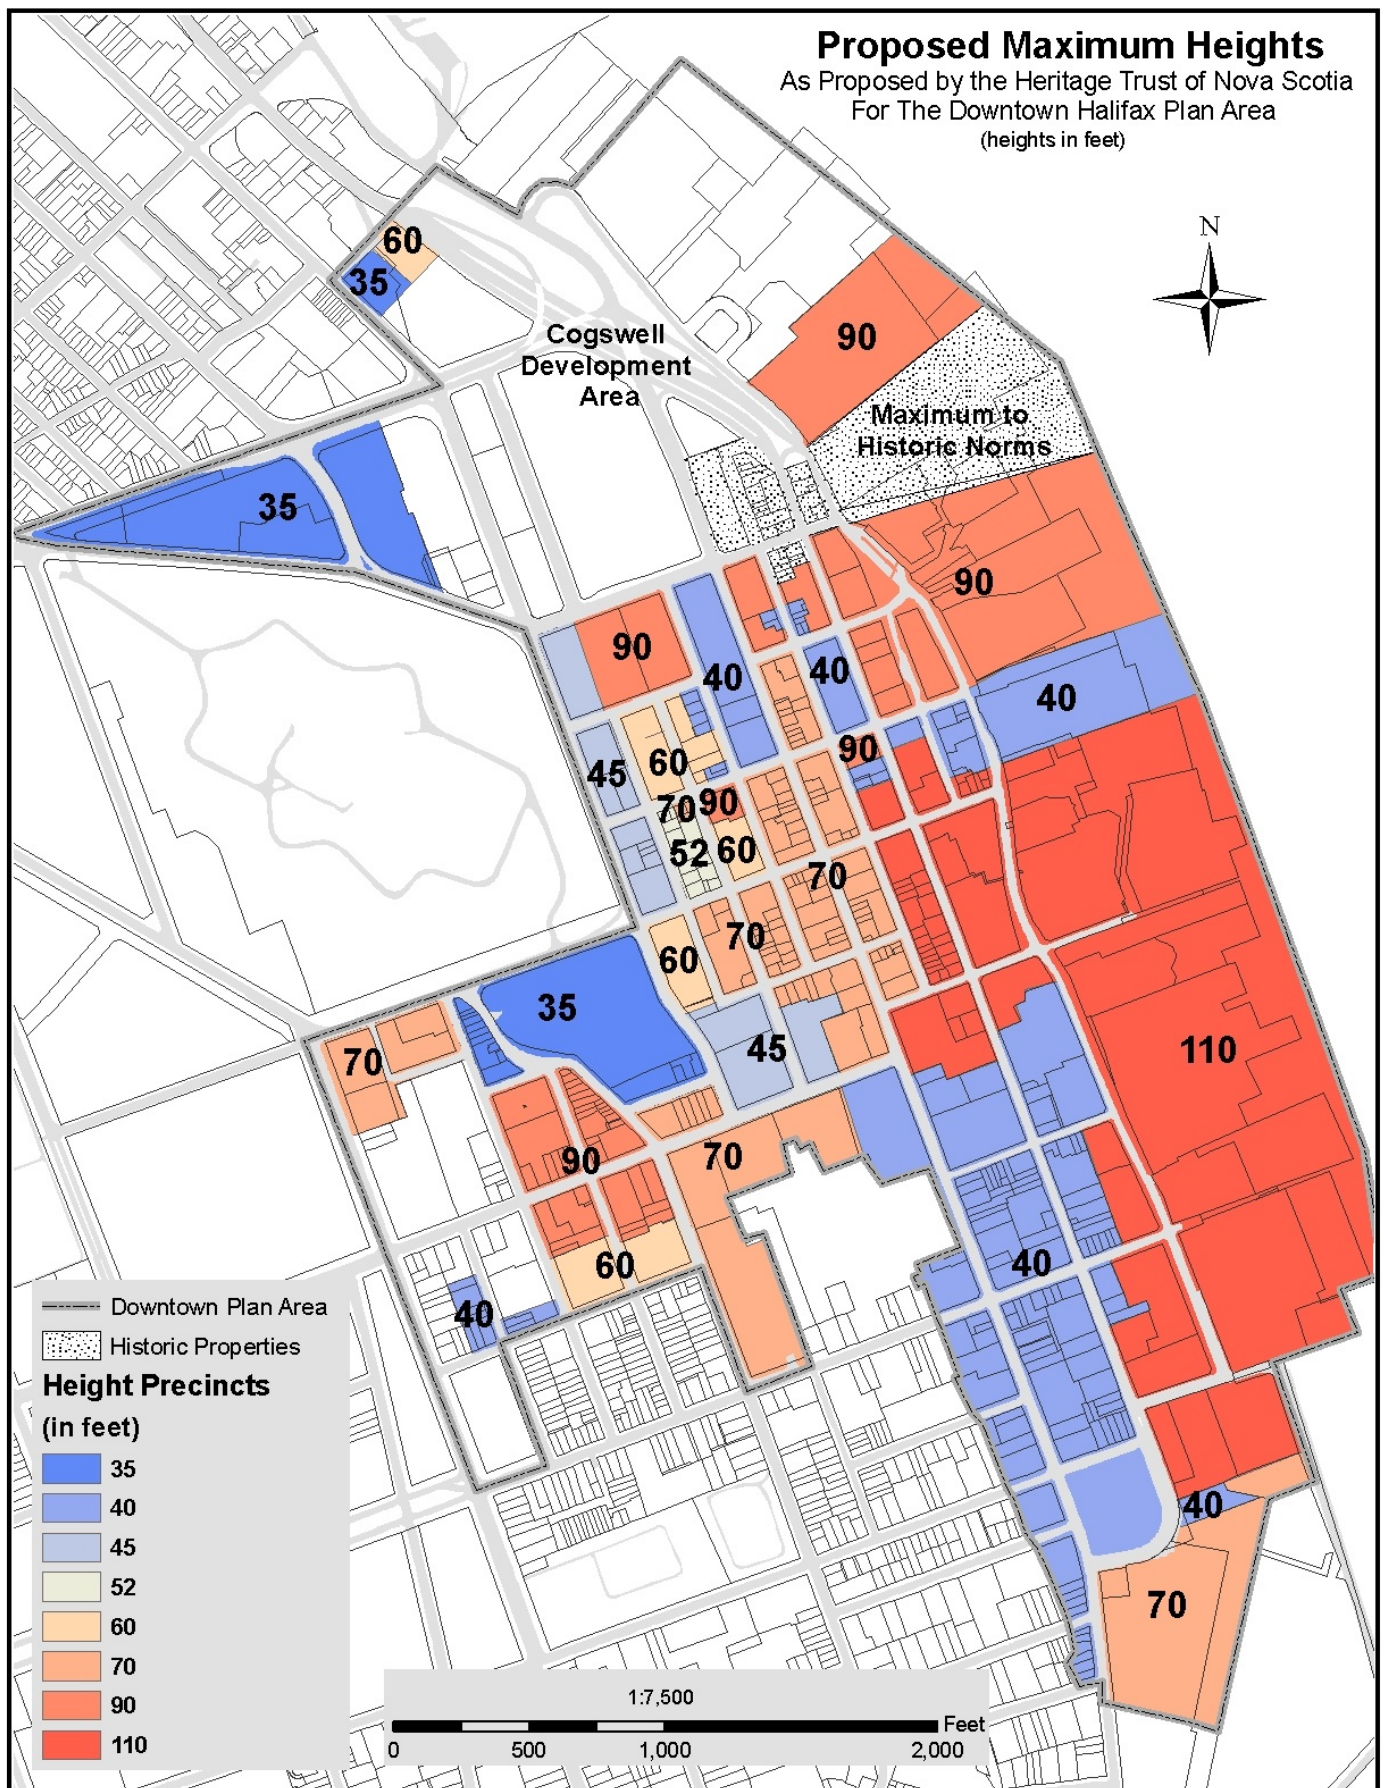 Proposed Maximum Heights
As Proposed by the Heritage Trust of Nova Scotia
For The Downtown Halifax Plan Area
(heights in feet)
N
60
35
90
Cogswell
Development
Area
Maximum to
Historic Norms
35
90
90
40
40
40
90
60
45
70
90
52
60
70
70
60
35
45
70
110
90
70
40
60
40
40
70
Downtown Plan Area
Historic Properties
Height Precincts
(in feet)
35
40
45
52
60
70
90
110
1:7,500
Feet
0
500
1,000
2,000